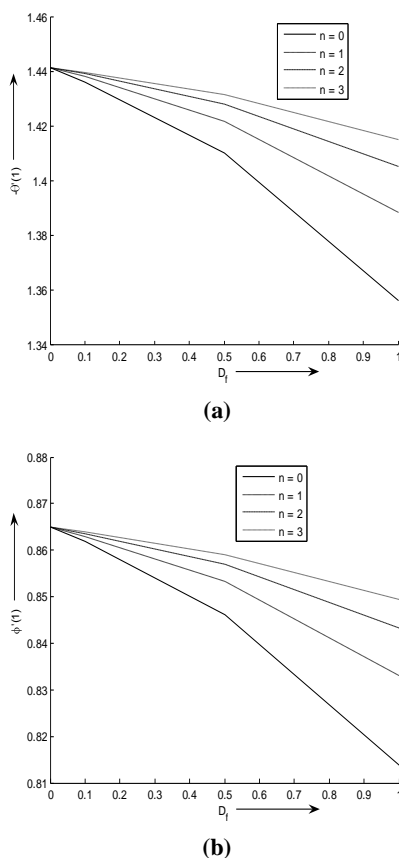 1.46
1.44
1.42
1.4
1.38
1.36
1.34
-Θ'(1)
n = 0
n = 1
n = 2
n = 3
0 0.1 0.2 0.3 0.4 0.5 0.6 0.7 0.8 0.9 1
D_f
(a)
0.88
0.87
0.86
0.85
0.84
0.83
0.82
0.81
ϕ'(1)
n = 0
n = 1
n = 2
n = 3
0 0.1 0.2 0.3 0.4 0.5 0.6 0.7 0.8 0.9 1
D_f
(b)